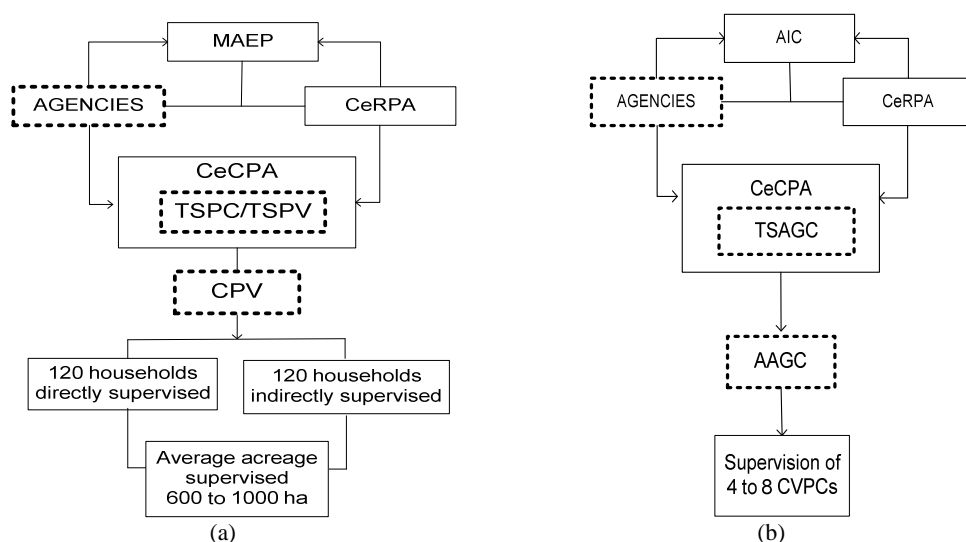 MAEP
AGENCIES
CeRPA
CeCPA
TSPC/TSPV
CPV
120 households
directly supervised
120 households
indirectly supervised
Average acreage
supervised
600 to 1000 ha
(a)
AIC
AGENCIES
CeRPA
CeCPA
TSAGC
AAGC
Supervision of
4 to 8 CVPCs
(b)